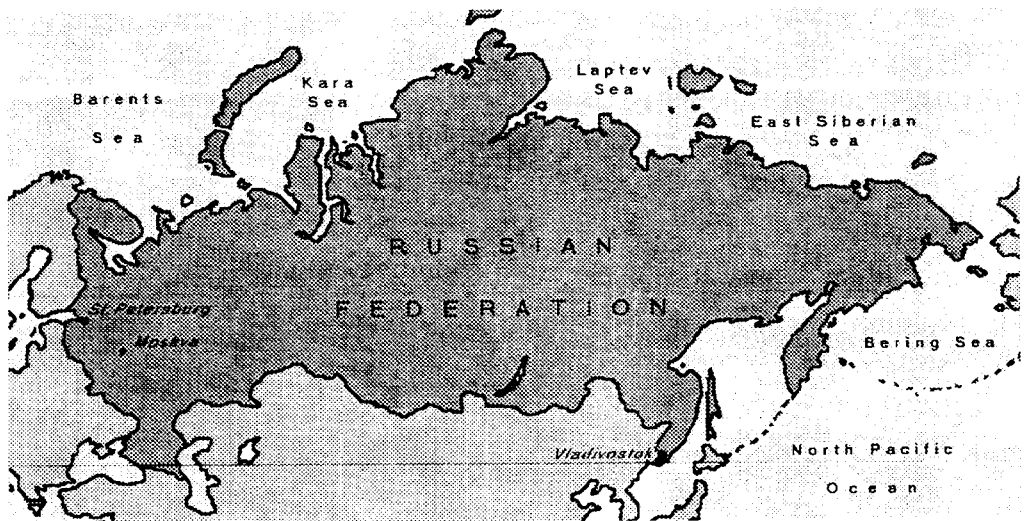 Barents
Sea
Kara
Sea
Laptev
Sea
East Siberian
Sea
RUSSIAN
FEDERATION
St. Petersburg
Moskva
Bering Sea
Vladivostok
North Pacific
Ocean